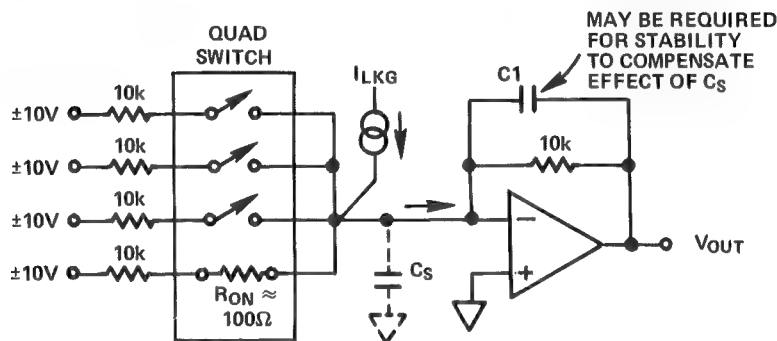 MAY BE REQUIRED
FOR STABILITY
TO COMPENSATE
EFFECT OF CS
QUAD
SWITCH
ILKG
C1
±10V
10k
10k
±10V
10k
±10V
10k
±10V
10k
RON ≈
100Ω
CS
−
+
VOUT